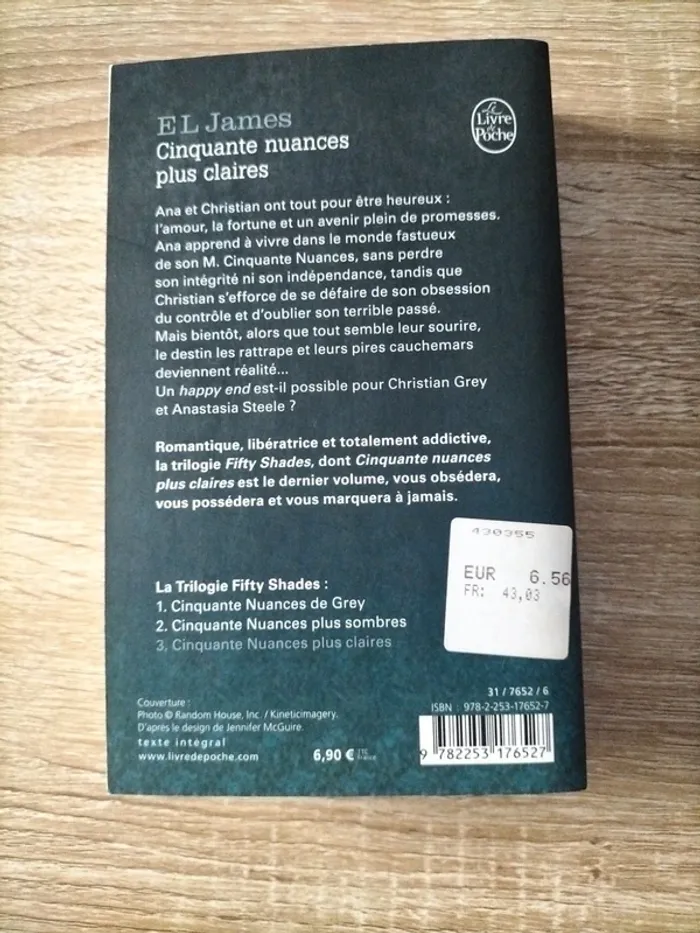 E L James
Cinquante nuances
plus claires
Le
Livre
de
Poche
Ana et Christian ont tout pour être heureux :
l'amour, la fortune et un avenir plein de promesses.
Ana apprend à vivre dans le monde fastueux
de son M. Cinquante Nuances, sans perdre
son intégrité ni son indépendance, tandis que
Christian s'efforce de se défaire de son obsession
du contrôle et d'oublier son terrible passé.
Mais bientôt, alors que tout semble leur sourire,
le destin les rattrape et leurs pires cauchemars
deviennent réalité...
Un happy end est-il possible pour Christian Grey
et Anastasia Steele ?
Romantique, libératrice et totalement addictive,
la trilogie Fifty Shades, dont Cinquante nuances
plus claires est le dernier volume, vous obsédera,
vous possédera et vous marquera à jamais.
430355
EUR 6.56
FR: 43,03
La Trilogie Fifty Shades :
1. Cinquante Nuances de Grey
2. Cinquante Nuances plus sombres
3. Cinquante Nuances plus claires
31 / 7652 / 6
ISBN : 978-2-253-17652-7
Couverture :
Photo © Random House, Inc. / Kineticimagery.
D'après le design de Jennifer McGuire.
texte intégral
www.livredepoche.com
6,90 € TTC
France
9 782253 176527